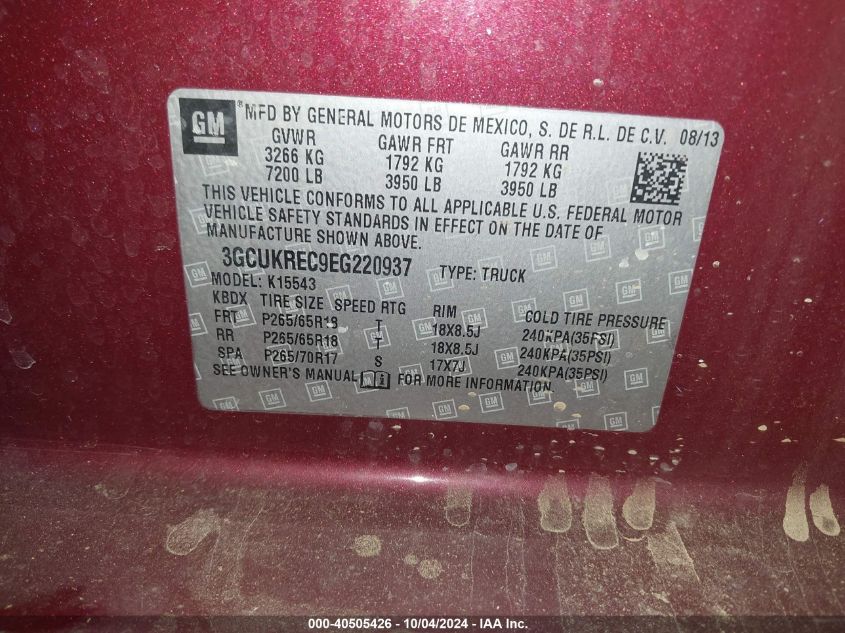 GM ® MFD BY GENERAL MOTORS DE MEXICO, S. DE R.L. DE C.V. 08/13
GVWR GAWR FRT GAWR RR
3266 KG 1792 KG 1792 KG
7200 LB 3950 LB 3950 LB
THIS VEHICLE CONFORMS TO ALL APPLICABLE U.S. FEDERAL MOTOR
VEHICLE SAFETY STANDARDS IN EFFECT ON THE DATE OF
MANUFACTURE SHOWN ABOVE.
3GCUKREC9EG220937 TYPE: TRUCK
MODEL: K15543
KBDX TIRE SIZE SPEED RTG RIM COLD TIRE PRESSURE
FRT P265/65R18 T 18X8.5J 240KPA(35PSI)
RR P265/65R18 T 18X8.5J 240KPA(35PSI)
SPA P265/70R17 S 17X7J 240KPA(35PSI)
SEE OWNER'S MANUAL FOR MORE INFORMATION.
000-40505426 - 10/04/2024 - IAA Inc.